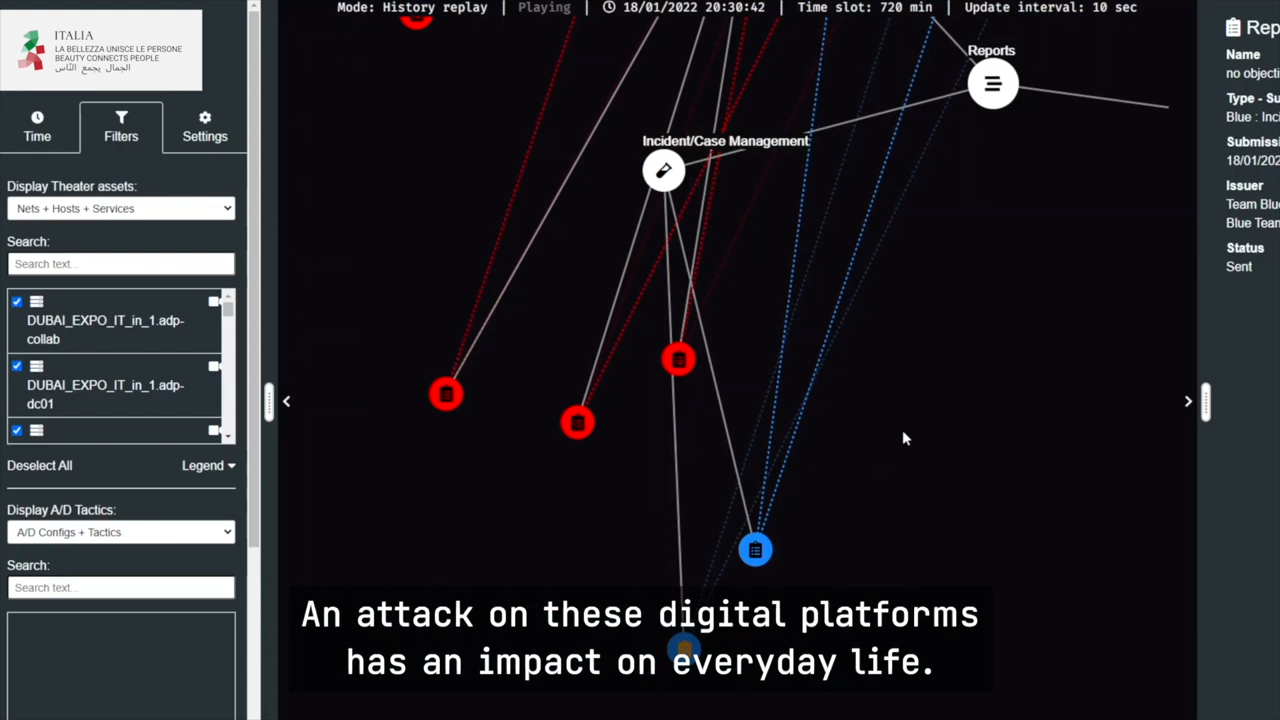 Mode: History replay | Playing | 18/01/2022 20:30:42 | Time slot: 720 min | Update interval: 10 sec
ITALIA
LA BELLEZZA UNISCE LE PERSONE
BEAUTY CONNECTS PEOPLE
الجمال يجمع الناس
Time
Filters
Settings
Display Theater assets:
Nets + Hosts + Services
Search:
Search text...
DUBAI_EXPO_IT_in_1.adp-
collab
DUBAI_EXPO_IT_in_1.adp-
dc01
Deselect All
Legend
Display A/D Tactics:
A/D Configs + Tactics
Search:
Search text...
Reports
Incident/Case Management
An attack on these digital platforms
has an impact on everyday life.
Rep
Name
no objecti
Type - Su
Blue : Inci
Submissi
18/01/202
Issuer
Team Blue
Blue Team
Status
Sent